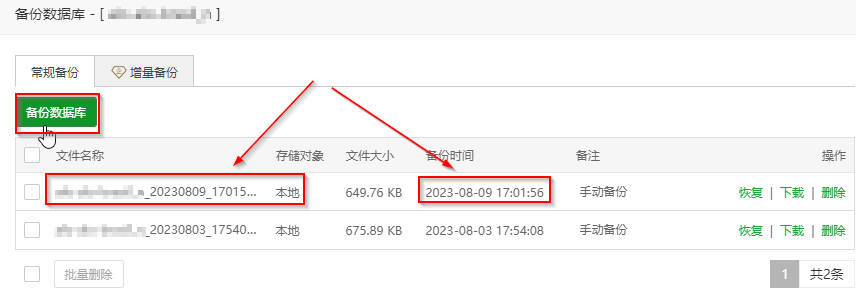 备份数据库 - [ ]
常规备份 增量备份
备份数据库
文件名称 存储对象 文件大小 备份时间 备注 操作
_20230809_17015... 本地 649.76 KB 2023-08-09 17:01:56 手动备份 恢复 | 下载 | 删除
_20230803_17540... 本地 675.89 KB 2023-08-03 17:54:08 手动备份 恢复 | 下载 | 删除
批量删除 1 共2条